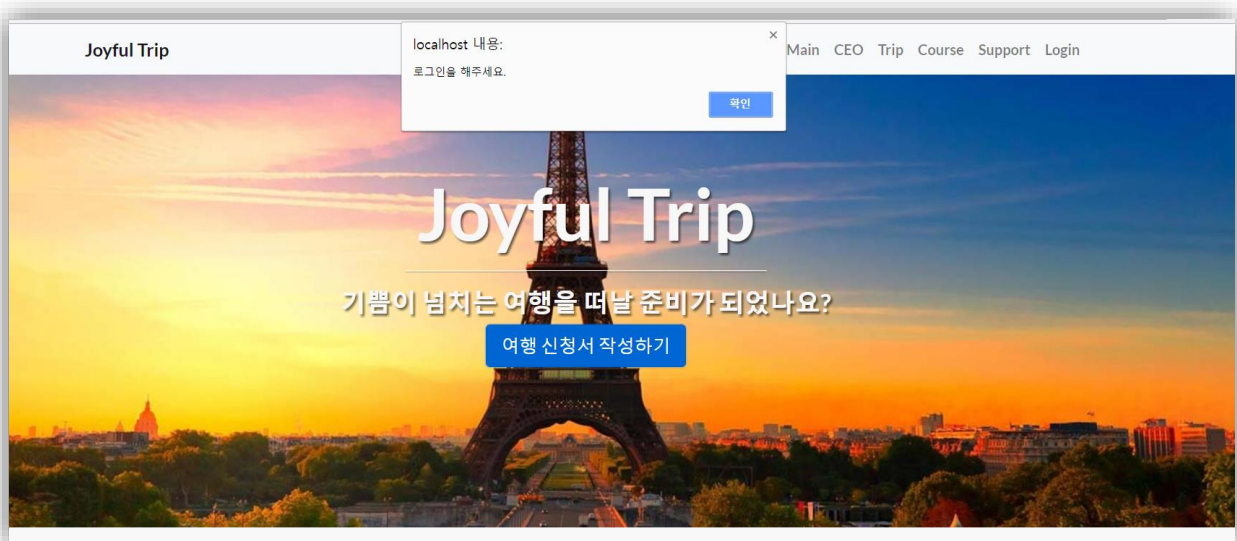 Joyful Trip
localhost 내용:
로그인을 해주세요.
확인
Main CEO Trip Course Support Login
Joyful Trip
기쁨이 넘치는 여행을 떠날 준비가 되었나요?
여행 신청서 작성하기